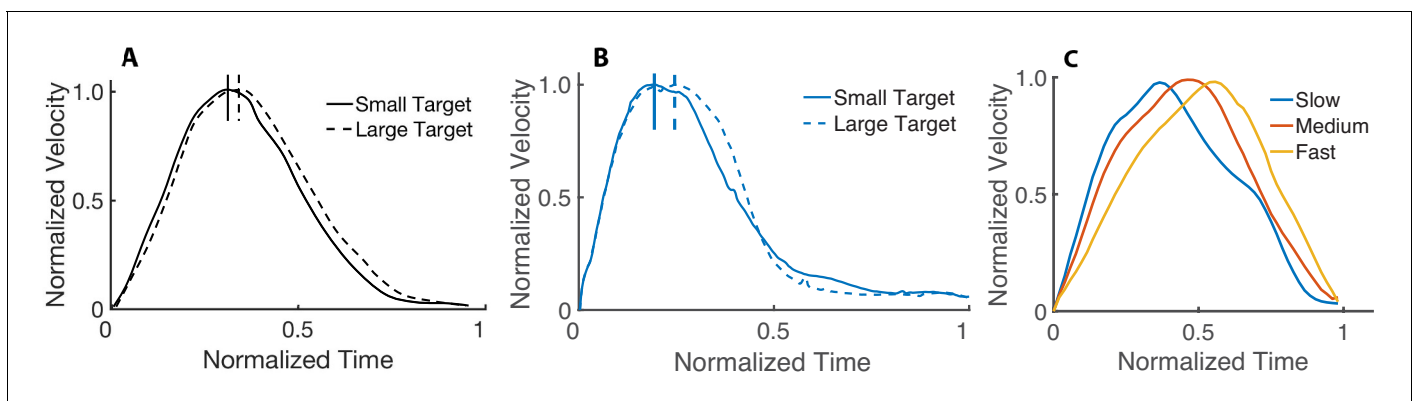 A
Normalized Velocity
1.0
0.5
0
Small Target
Large Target
0
0.5
1
Normalized Time
B
Normalized Velocity
1.0
0.5
0
Small Target
Large Target
0
0.5
1
Normalized Time
C
Normalized Velocity
1.0
0.5
0
Slow
Medium
Fast
0
0.5
1
Normalized Time